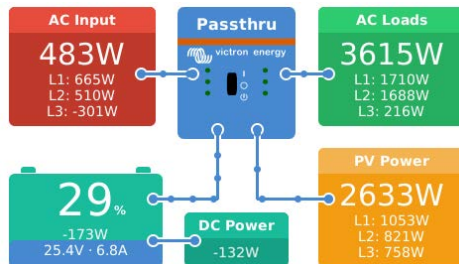 AC Input
483W
L1: 665W
L2: 510W
L3: -301W
Passthru
victron energy
I
AC Loads
3615W
L1: 1710W
L2: 1688W
L3: 216W
29%
-173W
25.4V · 6.8A
DC Power
-132W
PV Power
2633W
L1: 1053W
L2: 821W
L3: 758W